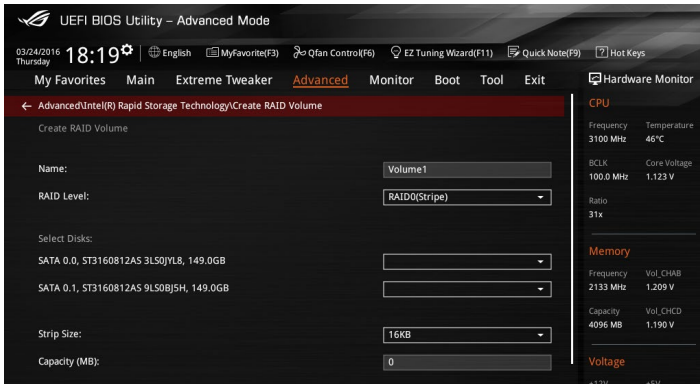 UEFI BIOS Utility – Advanced Mode
03/24/2016 Thursday 18:19 English MyFavorite(F3) Qfan Control(F6) EZ Tuning Wizard(F11) Quick Note(F9) ? Hot Keys
My Favorites Main Extreme Tweaker Advanced Monitor Boot Tool Exit
Hardware Monitor
← Advanced\Intel(R) Rapid Storage Technology\Create RAID Volume
Create RAID Volume
Name: Volume1
RAID Level: RAID0(Stripe)
Select Disks:
SATA 0.0, ST3160812AS 3LS0JYL8, 149.0GB
SATA 0.1, ST3160812AS 9LS0BJ5H, 149.0GB
Strip Size: 16KB
Capacity (MB): 0
CPU
Frequency Temperature
3100 MHz 46°C
BCLK Core Voltage
100.0 MHz 1.123 V
Ratio
31x
Memory
Frequency Vol_CHAB
2133 MHz 1.209 V
Capacity Vol_CHCD
4096 MB 1.190 V
Voltage
+12V +5V